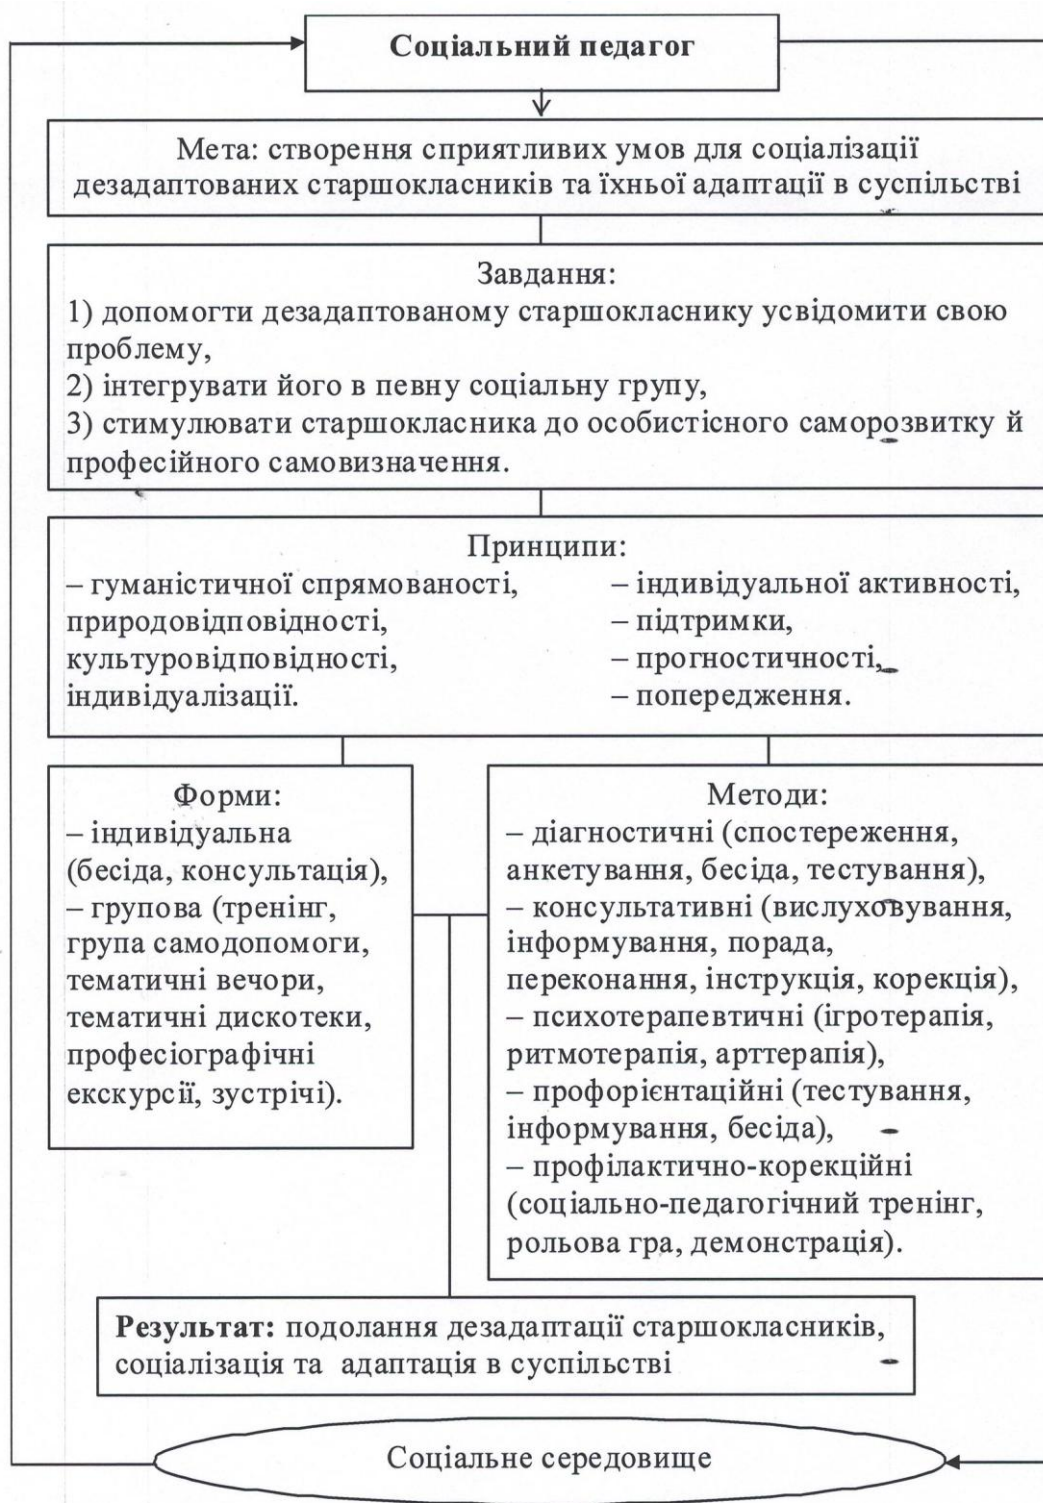 Соціальний педагог
Мета: створення сприятливих умов для соціалізації
дезадаптованих старшокласників та їхньої адаптації в суспільстві
Завдання:
1) допомогти дезадаптованому старшокласнику усвідомити свою
проблему,
2) інтегрувати його в певну соціальну групу,
3) стимулювати старшокласника до особистісного саморозвитку й
професійного самовизначення.
Принципи:
– гуманістичної спрямованості,
природовідповідності,
культуровідповідності,
індивідуалізації.
– індивідуальної активності,
– підтримки,
– прогностичності,
– попередження.
Форми:
– індивідуальна
(бесіда, консультація),
– групова (тренінг,
група самодопомоги,
тематичні вечори,
тематичні дискотеки,
професіографічні
екскурсії, зустрічі).
Методи:
– діагностичні (спостереження,
анкетування, бесіда, тестування),
– консультативні (вислуховування,
інформування, порада,
переконання, інструкція, корекція),
– психотерапевтичні (ігротерапія,
ритмотерапія, арттерапія),
– профорієнтаційні (тестування,
інформування, бесіда),
– профілактично-корекційні
(соціально-педагогічний тренінг,
рольова гра, демонстрація).
Результат: подолання дезадаптації старшокласників,
соціалізація та адаптація в суспільстві
Соціальне середовище